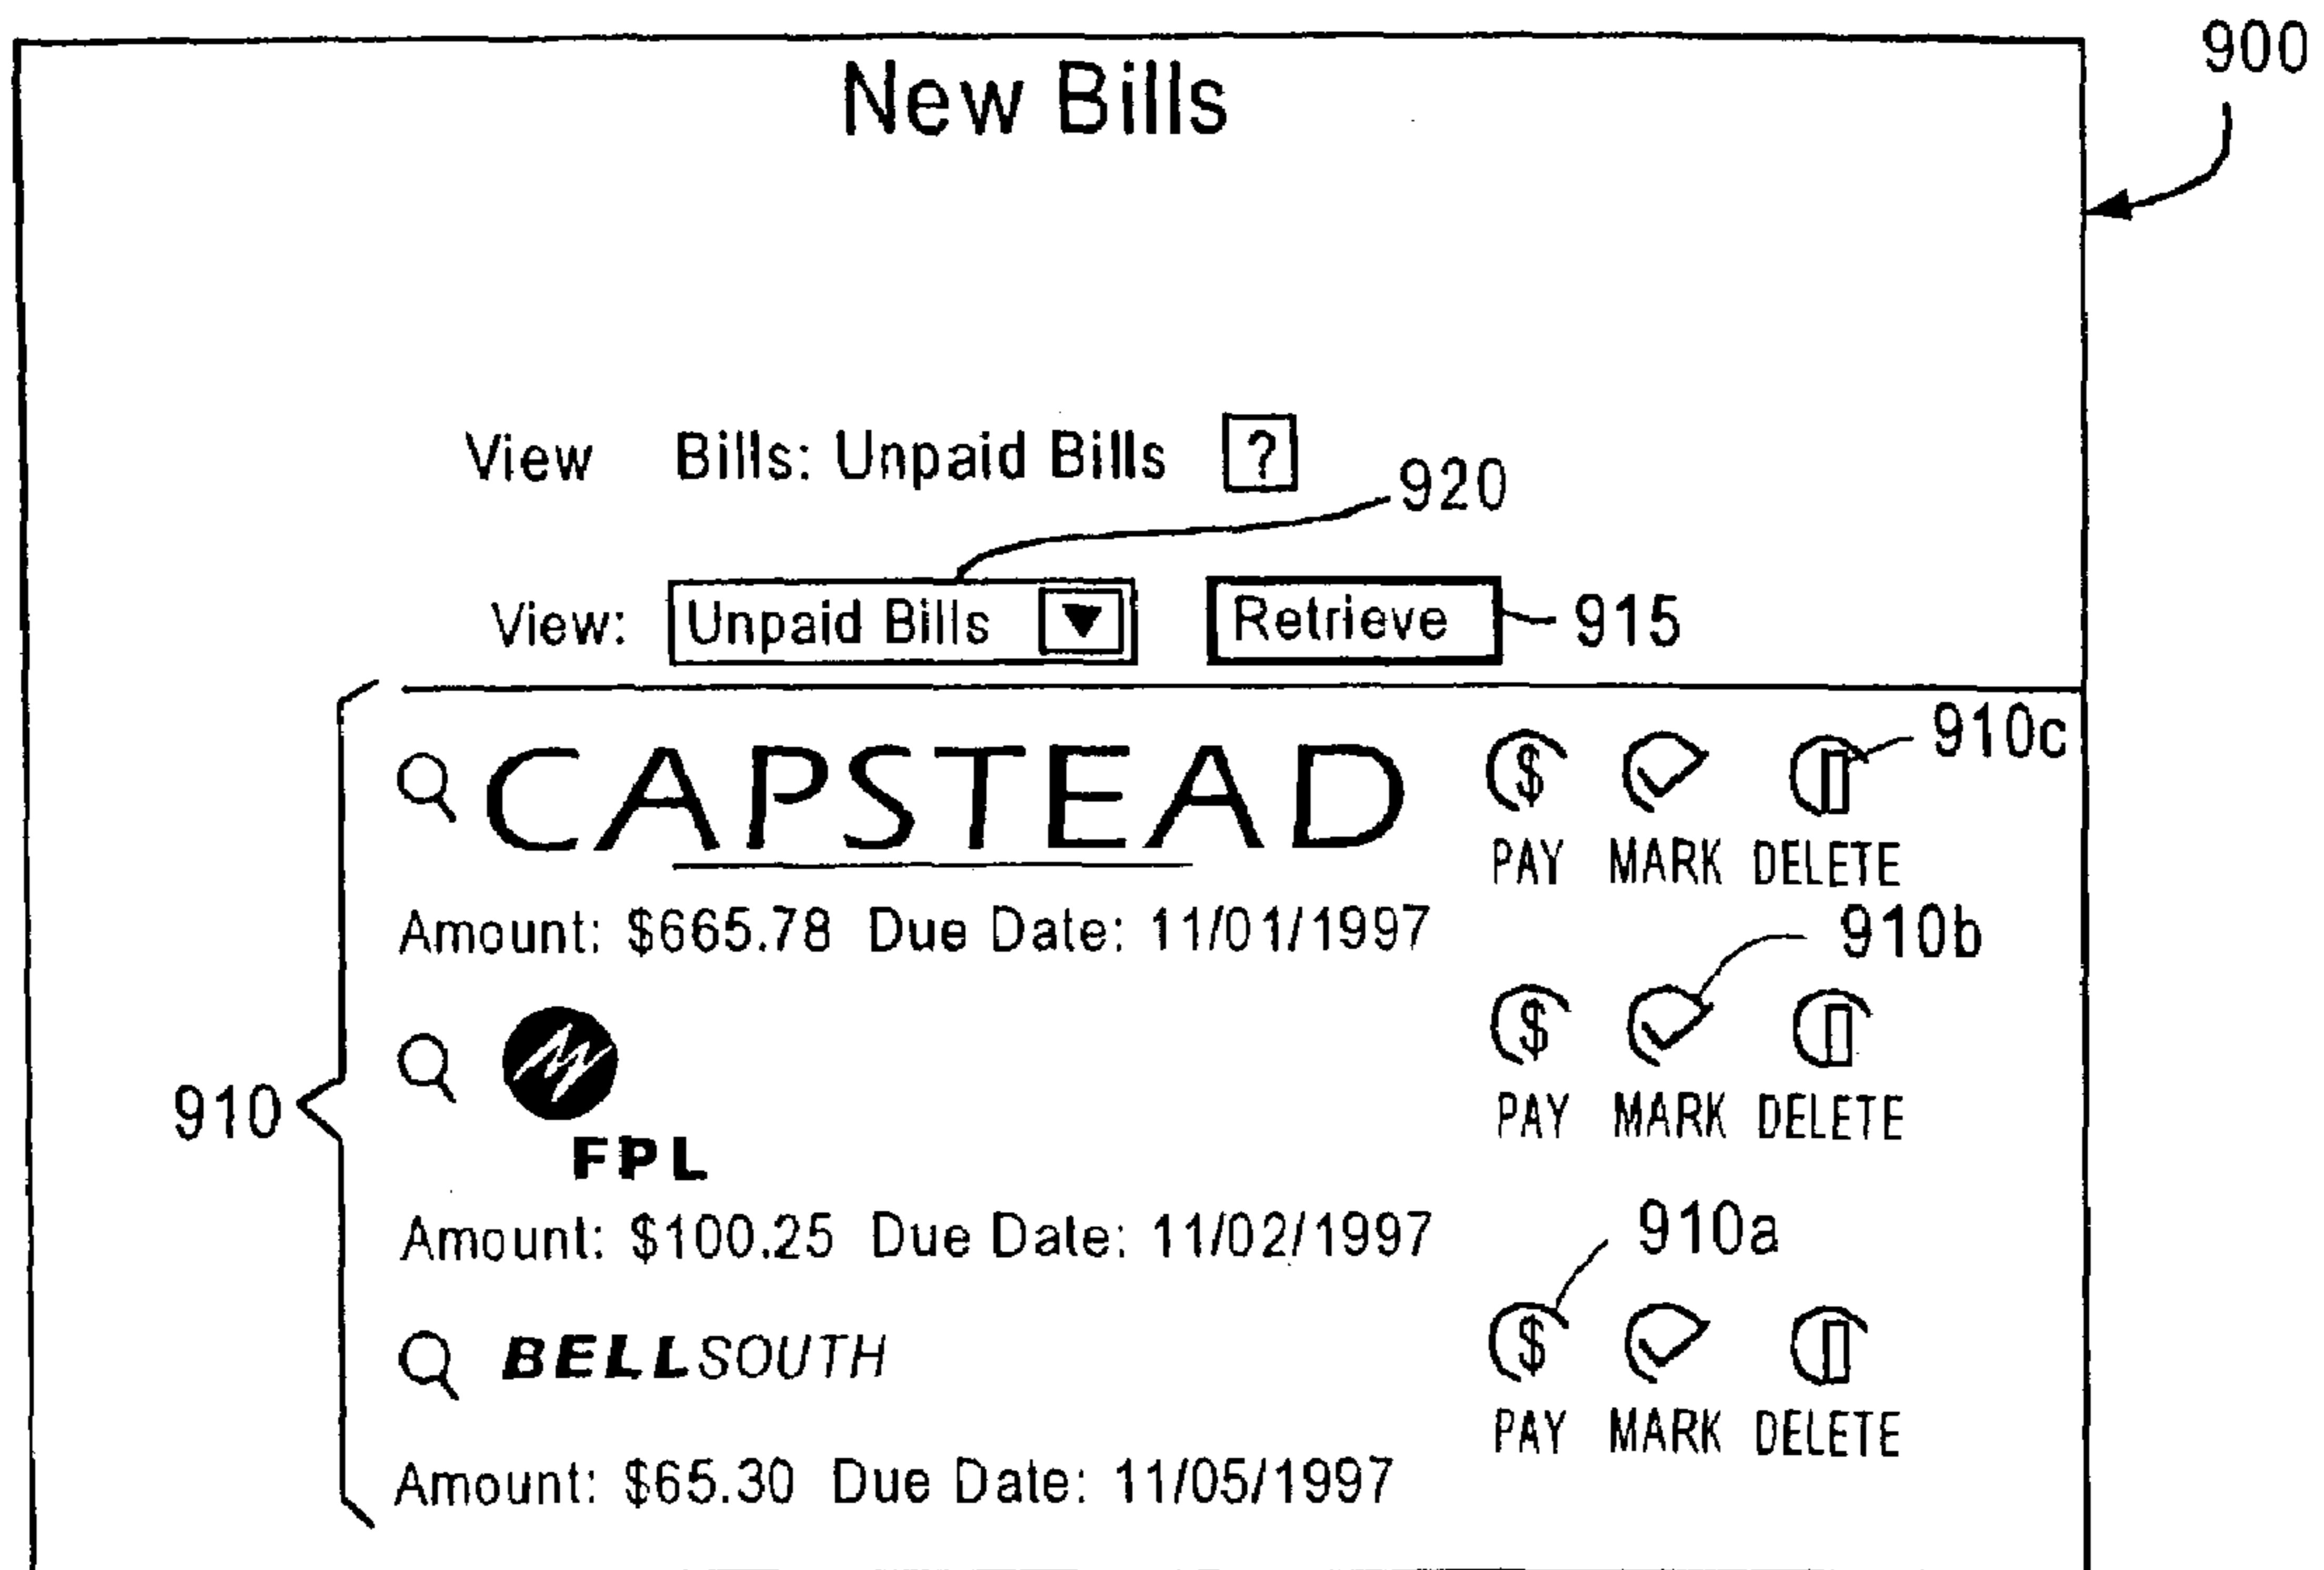 900
New Bills
View Bills: Unpaid Bills ?
920
View: Unpaid Bills Retrieve 915
910c
CAPSTEAD $
PAY MARK DELETE
Amount: $665.78 Due Date: 11/01/1997
910b
$
910
PAY MARK DELETE
FPL
Amount: $100.25 Due Date: 11/02/1997
910a
BELLSOUTH $
PAY MARK DELETE
Amount: $65.30 Due Date: 11/05/1997